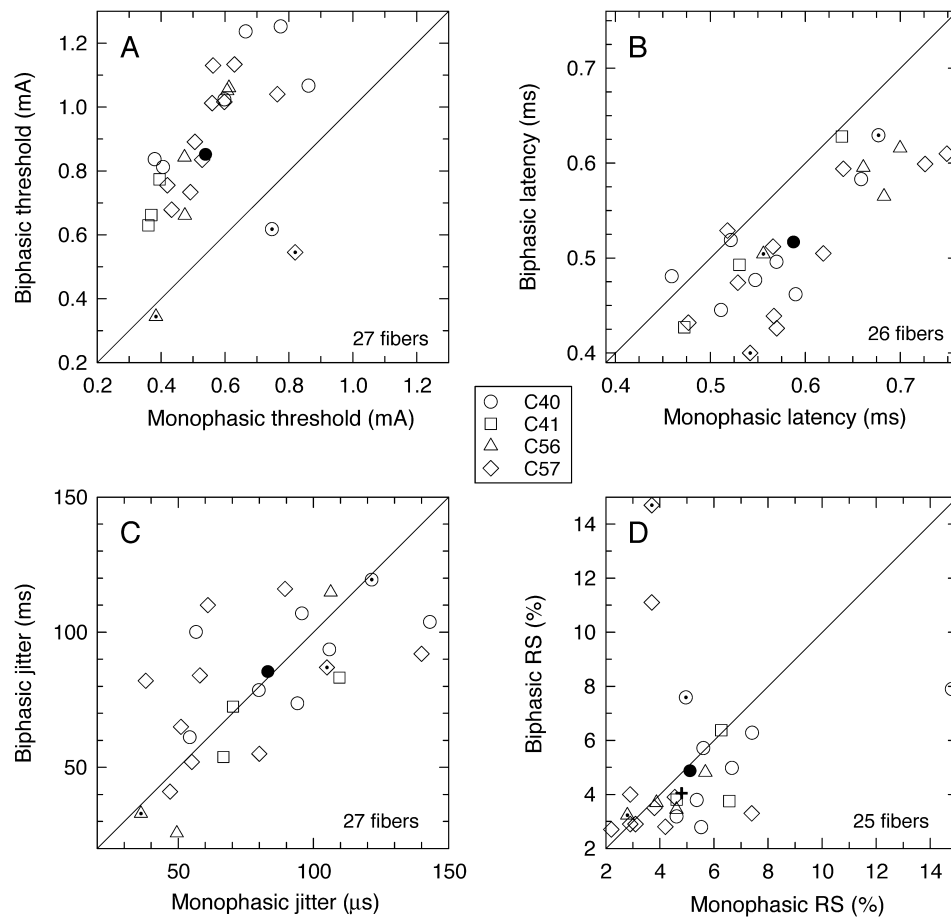 A
Biphasic threshold (mA)
1.2
1.0
0.8
0.6
0.4
0.2
27 fibers
0.2 0.4 0.6 0.8 1.0 1.2
Monophasic threshold (mA)
B
Biphasic latency (ms)
0.7
0.6
0.5
0.4
26 fibers
0.4 0.5 0.6 0.7
Monophasic latency (ms)
C40
C41
C56
C57
C
Biphasic jitter (ms)
150
100
50
27 fibers
50 100 150
Monophasic jitter (μs)
D
Biphasic RS (%)
14
12
10
8
6
4
2
25 fibers
2 4 6 8 10 12 14
Monophasic RS (%)